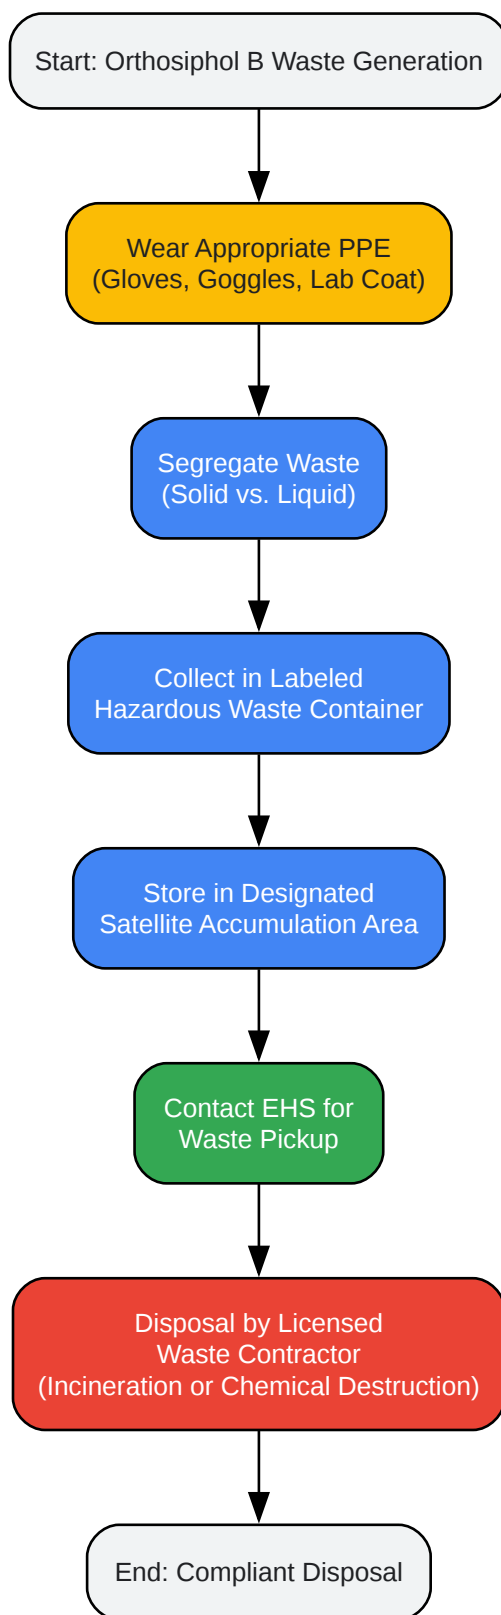 Start: Orthosiphol B Waste Generation
Wear Appropriate PPE
(Gloves, Goggles, Lab Coat)
Segregate Waste
(Solid vs. Liquid)
Collect in Labeled
Hazardous Waste Container
Store in Designated
Satellite Accumulation Area
Contact EHS for
Waste Pickup
Disposal by Licensed
Waste Contractor
(Incineration or Chemical Destruction)
End: Compliant Disposal